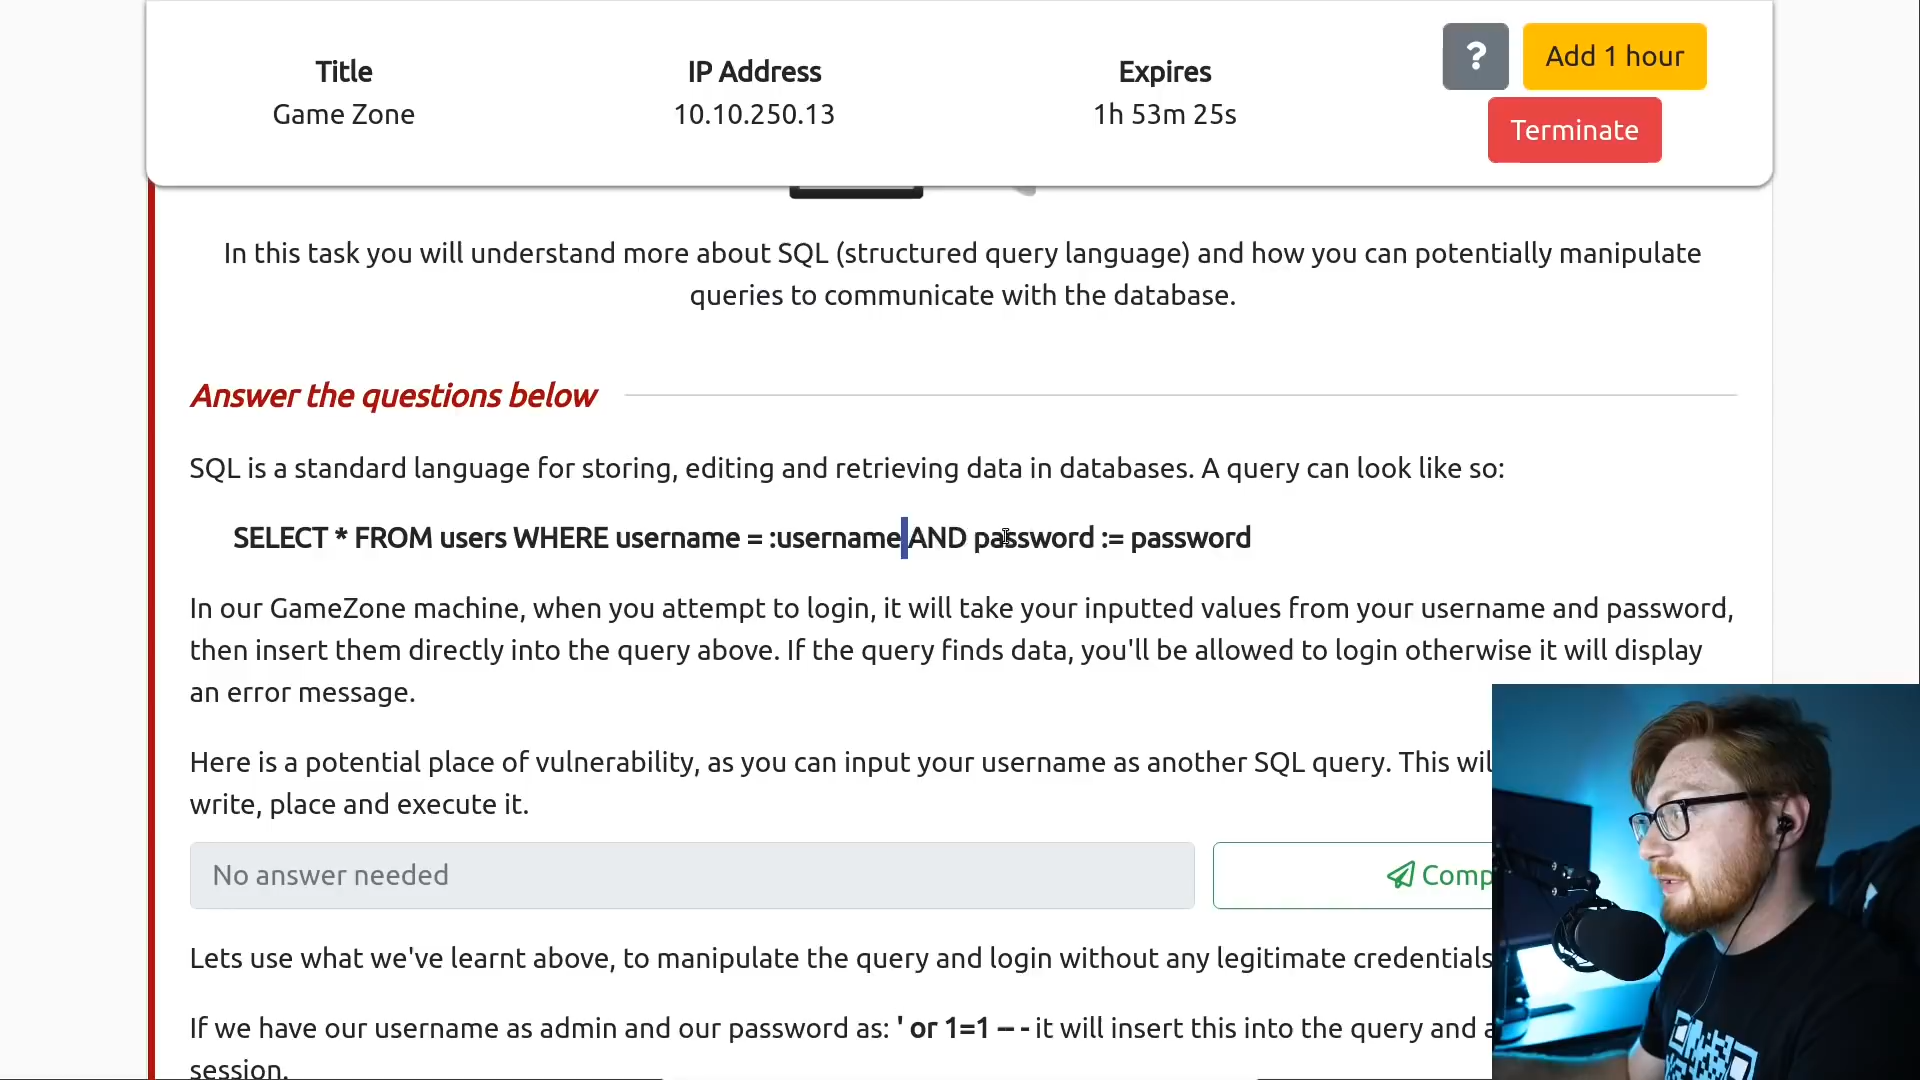 Title
Game Zone
IP Address
10.10.250.13
Expires
1h 53m 25s
?
Add 1 hour
Terminate
In this task you will understand more about SQL (structured query language) and how you can potentially manipulate
queries to communicate with the database.
Answer the questions below
SQL is a standard language for storing, editing and retrieving data in databases. A query can look like so:
SELECT * FROM users WHERE username = :username AND password := password
In our GameZone machine, when you attempt to login, it will take your inputted values from your username and password,
then insert them directly into the query above. If the query finds data, you'll be allowed to login otherwise it will display
an error message.
Here is a potential place of vulnerability, as you can input your username as another SQL query. This wil
write, place and execute it.
No answer needed
Comp
Lets use what we've learnt above, to manipulate the query and login without any legitimate credentials
If we have our username as admin and our password as: ' or 1=1 -- - it will insert this into the query and a
session.